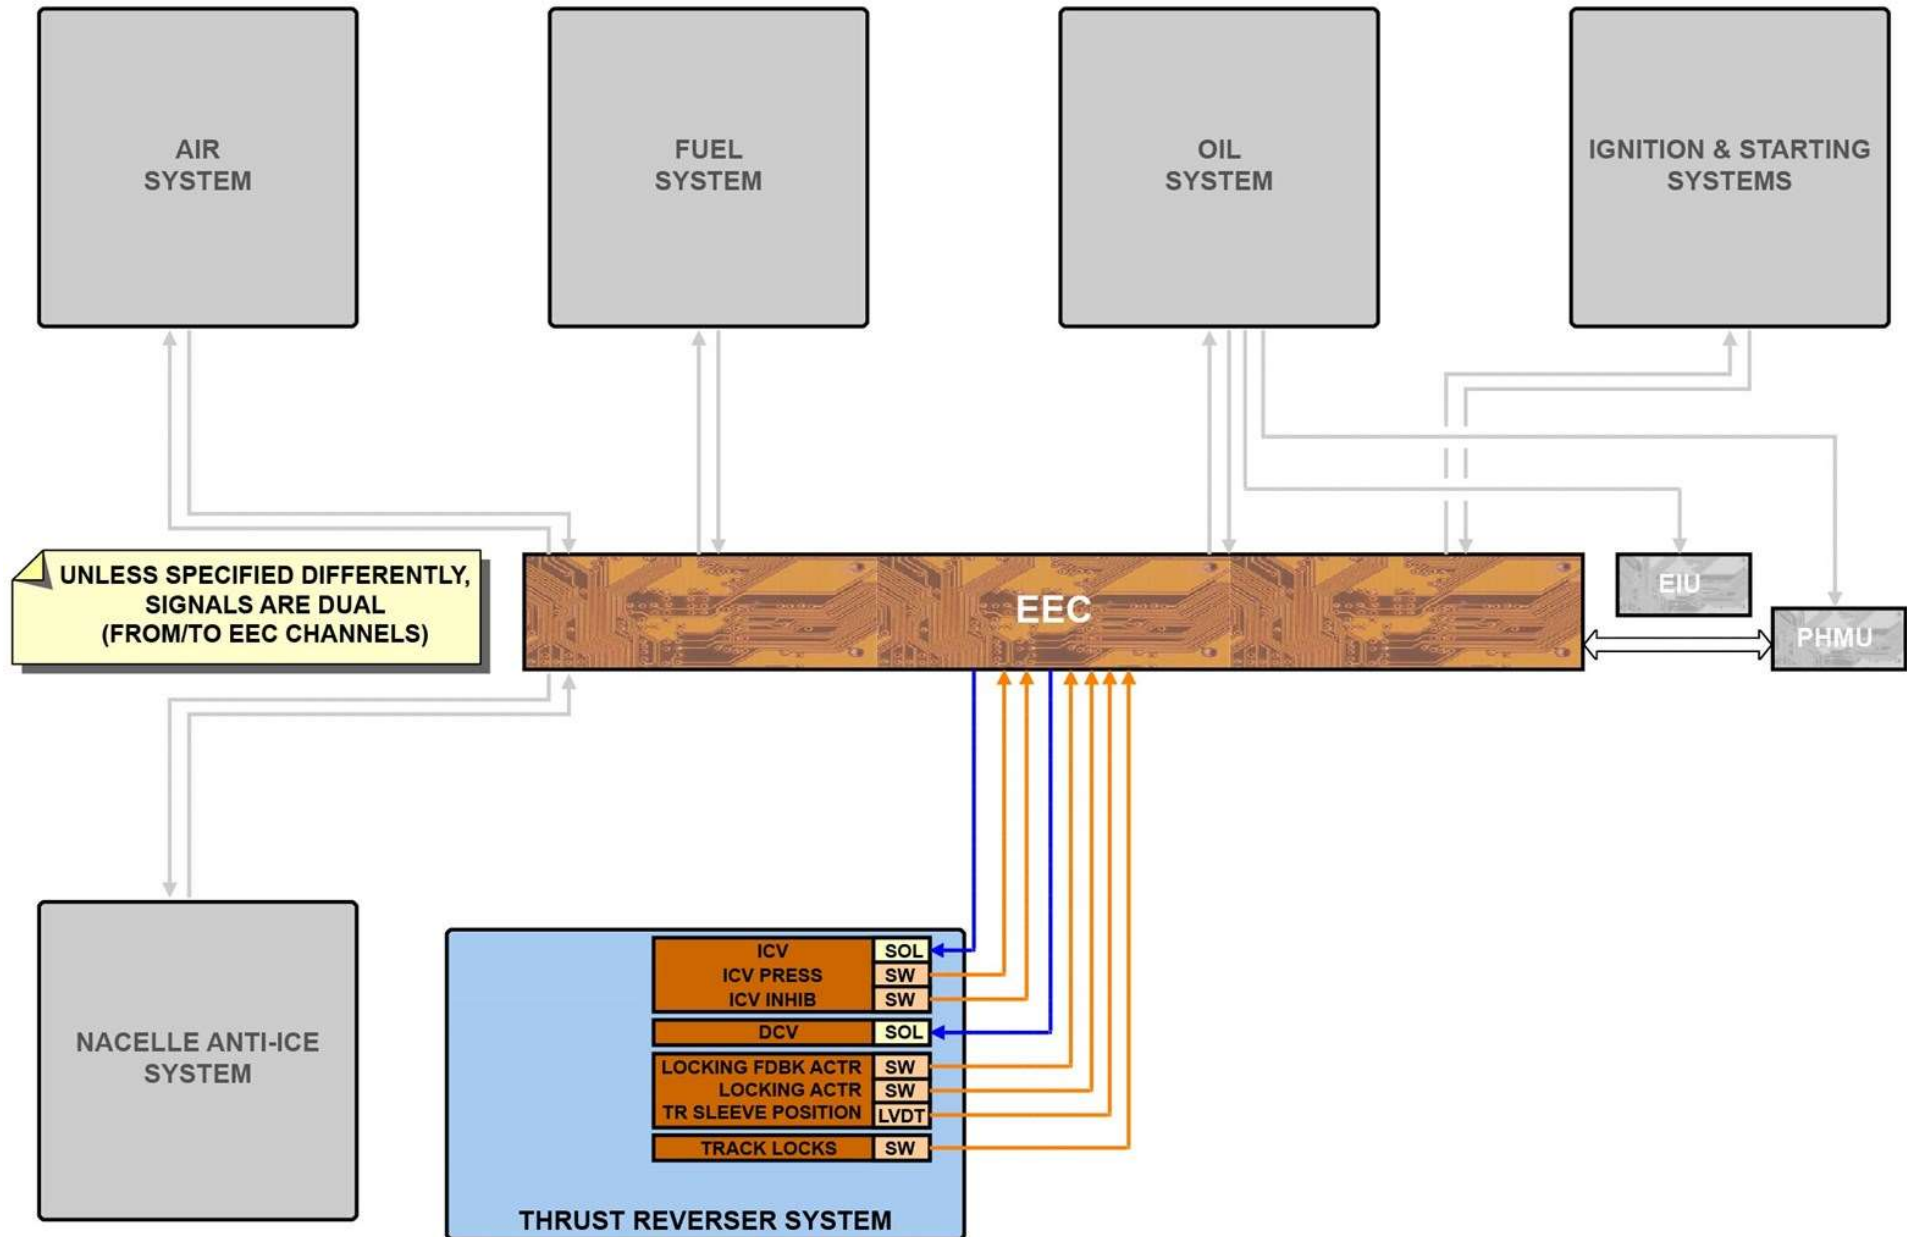 AIR
SYSTEM
FUEL
SYSTEM
OIL
SYSTEM
IGNITION & STARTING
SYSTEMS
UNLESS SPECIFIED DIFFERENTLY,
SIGNALS ARE DUAL
(FROM/TO EEC CHANNELS)
EEC
EIU
PHMU
NACELLE ANTI-ICE
SYSTEM
ICV SOL
ICV PRESS SW
ICV INHIB SW
DCV SOL
LOCKING FDBK ACTR SW
LOCKING ACTR SW
TR SLEEVE POSITION LVDT
TRACK LOCKS SW
THRUST REVERSER SYSTEM